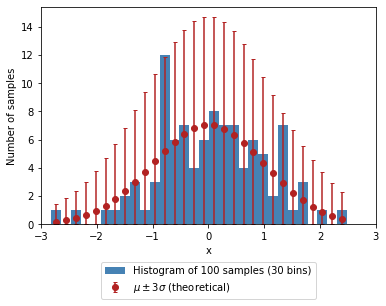 14
12
10
8
6
4
2
0
Number of samples
−3 −2 −1 0 1 2 3
x
Histogram of 100 samples (30 bins)
μ ± 3σ (theoretical)